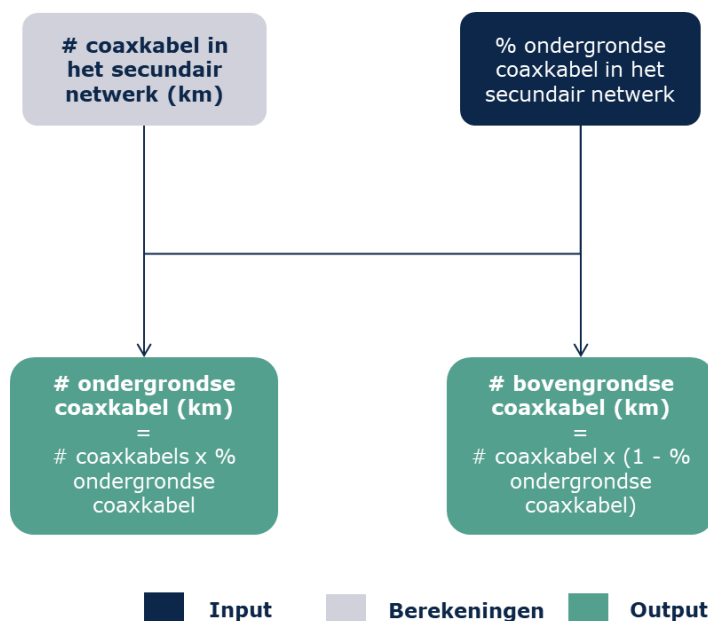 # coaxkabel in
het secundair
netwerk (km)
% ondergrondse
coaxkabel in het
secundair netwerk
# ondergrondse
coaxkabel (km)
=
# coaxkabels x %
ondergrondse
coaxkabel
# bovengrondse
coaxkabel (km)
=
# coaxkabel x (1 - %
ondergrondse
coaxkabel)
Input
Berekeningen
Output